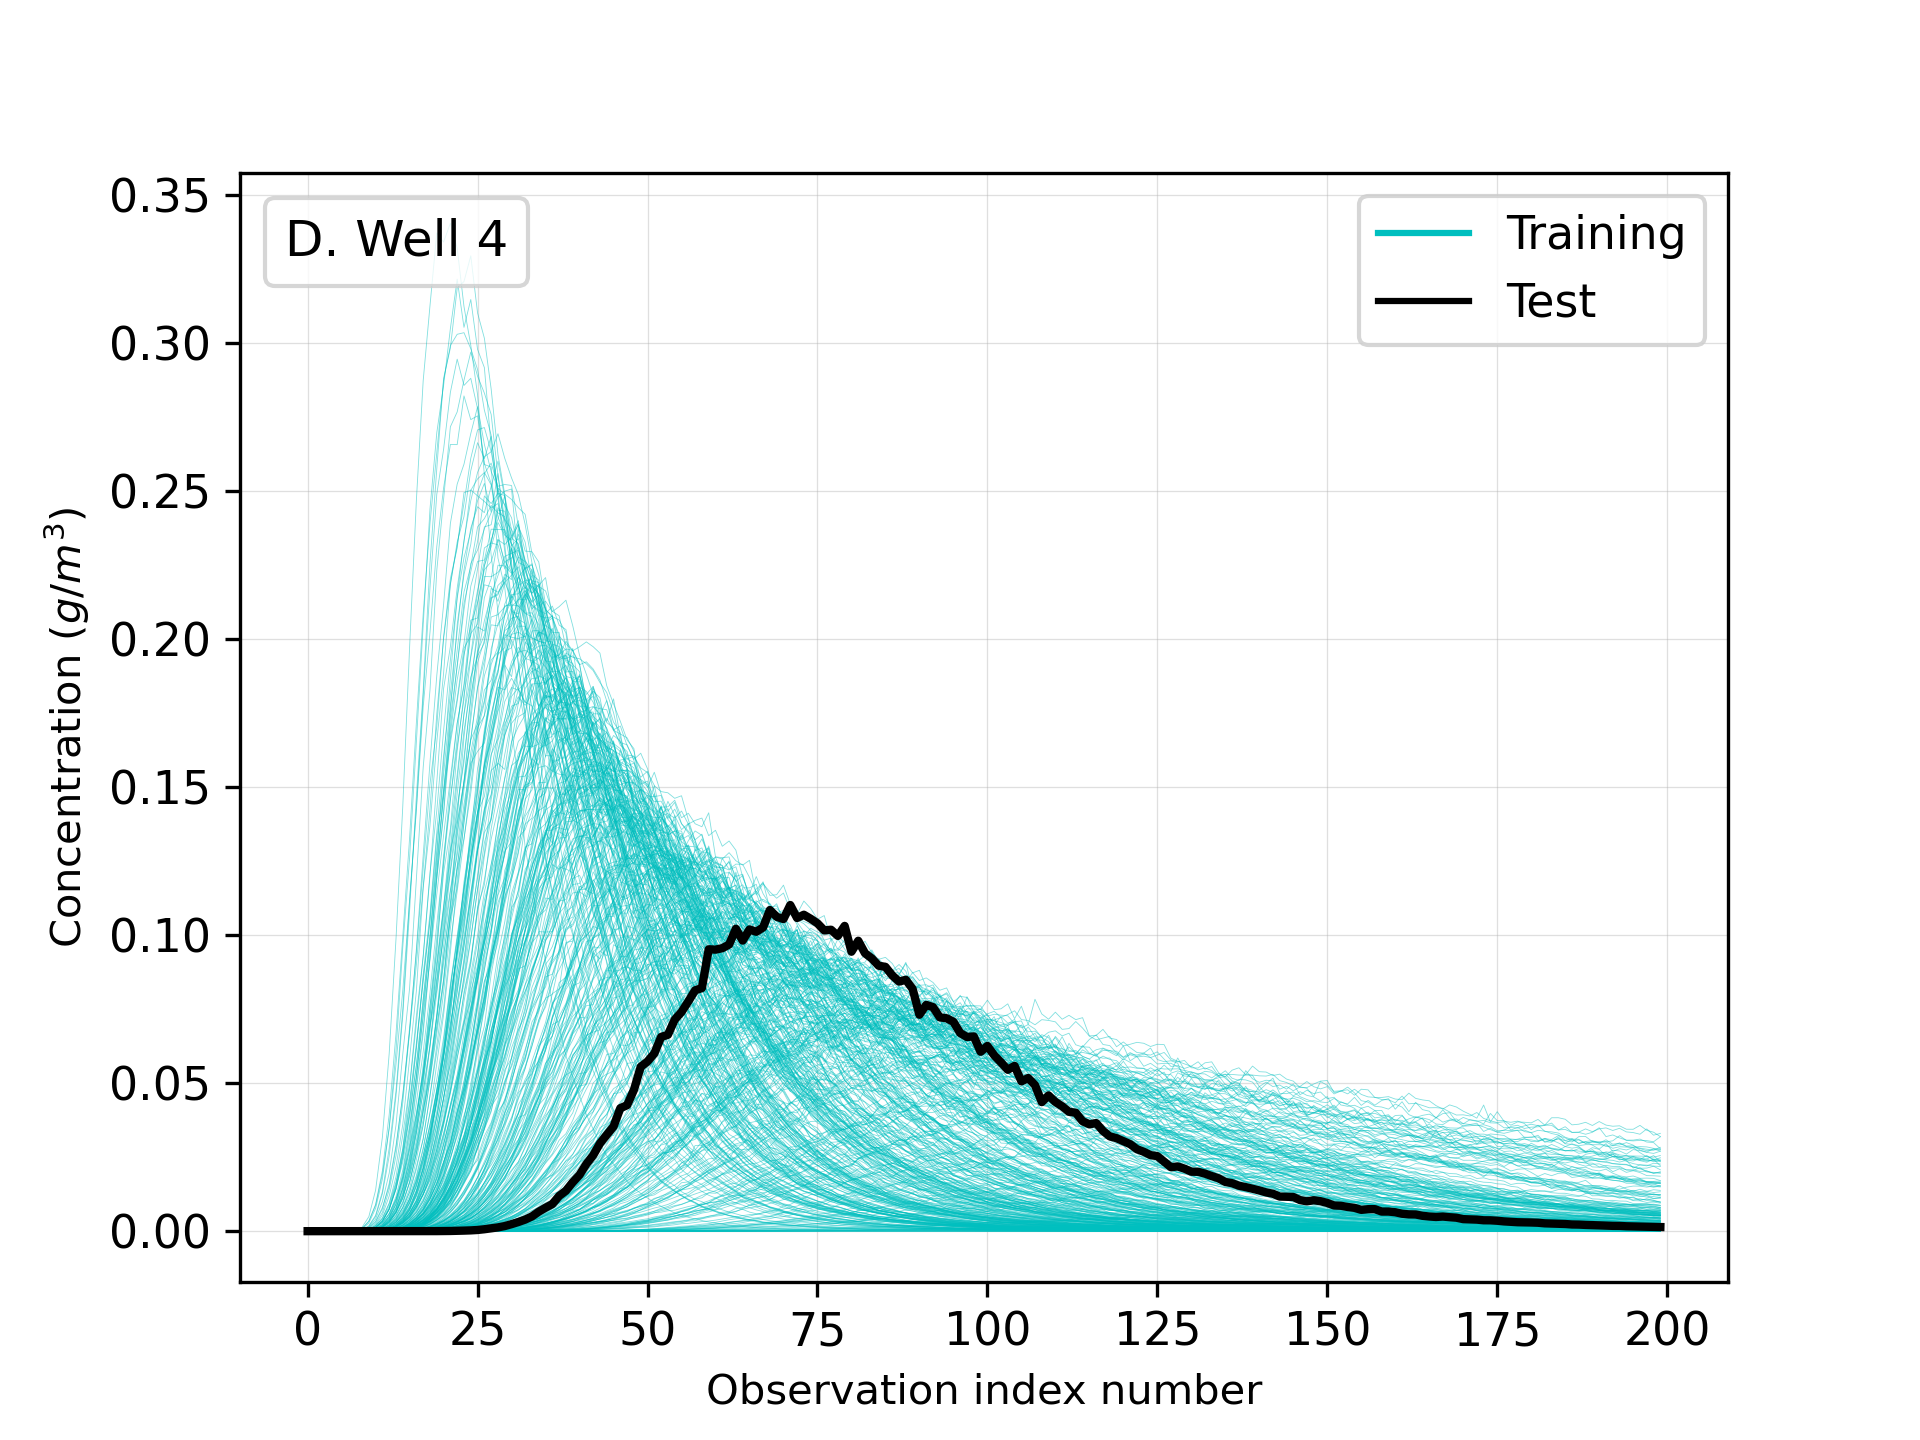 D. Well 4
Training
Test
0.35
0.30
0.25
0.20
0.15
0.10
0.05
0.00
Concentration (g/m³)
0 25 50 75 100 125 150 175 200
Observation index number